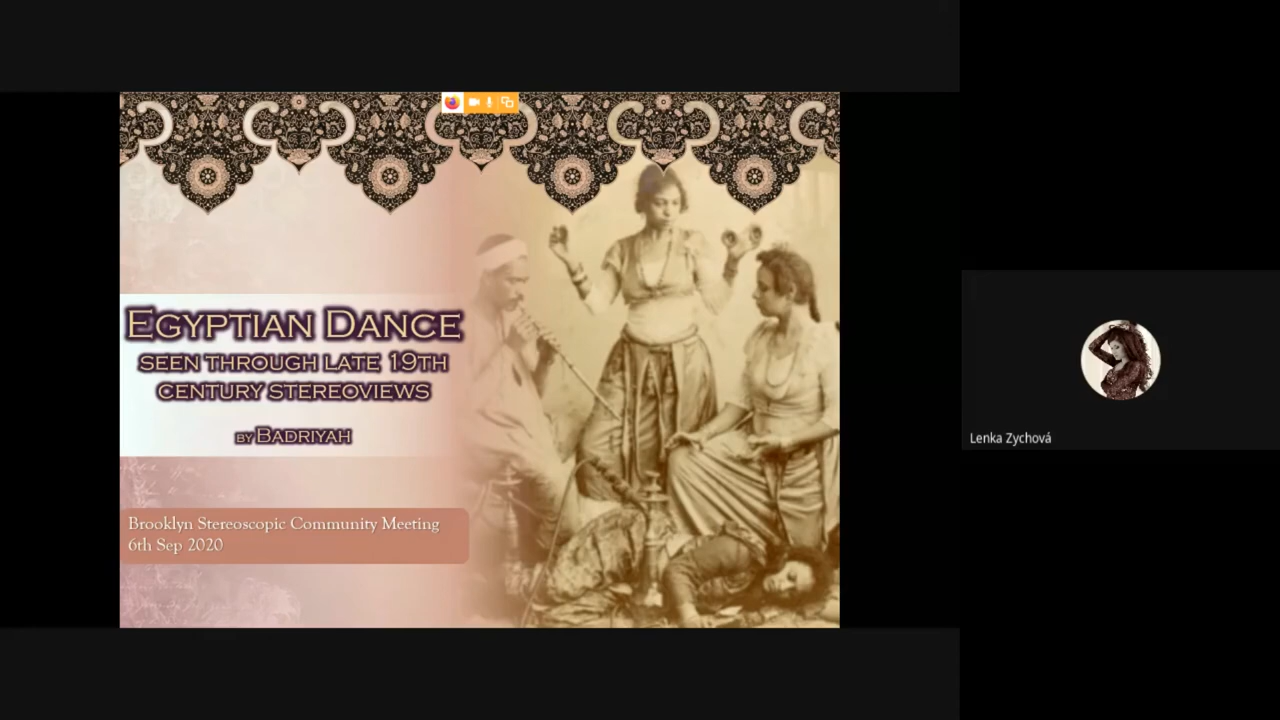 EGYPTIAN DANCE
SEEN THROUGH LATE 19TH
CENTURY STEREOVIEWS
BY BADRIYAH
Brooklyn Stereoscopic Community Meeting
6th Sep 2020
Lenka Zychová